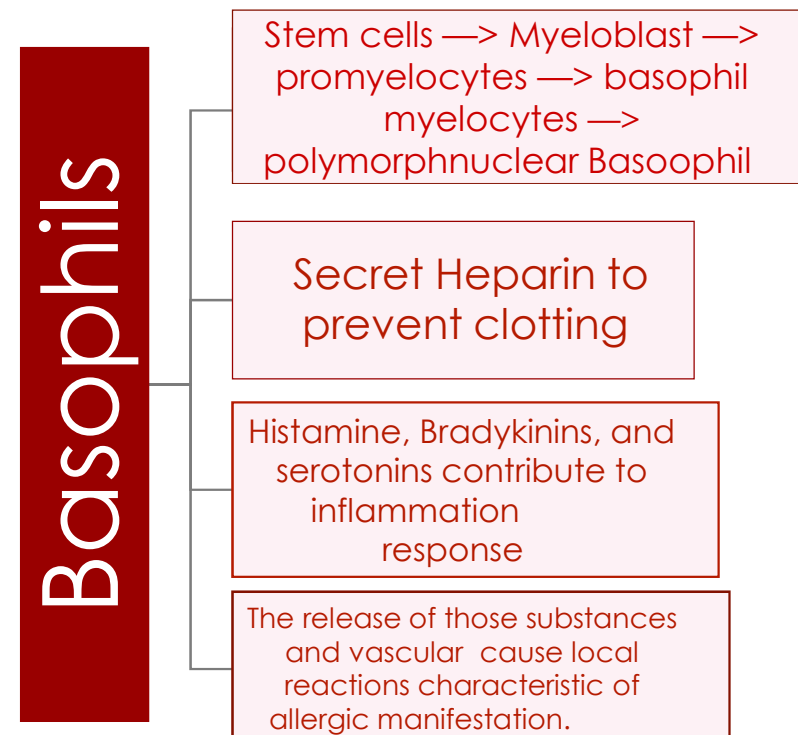 Basophils
Stem cells —> Myeloblast —>
promyelocytes —> basophil
myelocytes —>
polymorphnuclear Basoophil
Secret Heparin to
prevent clotting
Histamine, Bradykinins, and
serotonins contribute to
inflammation
response
The release of those substances
and vascular cause local
reactions characteristic of
allergic manifestation.